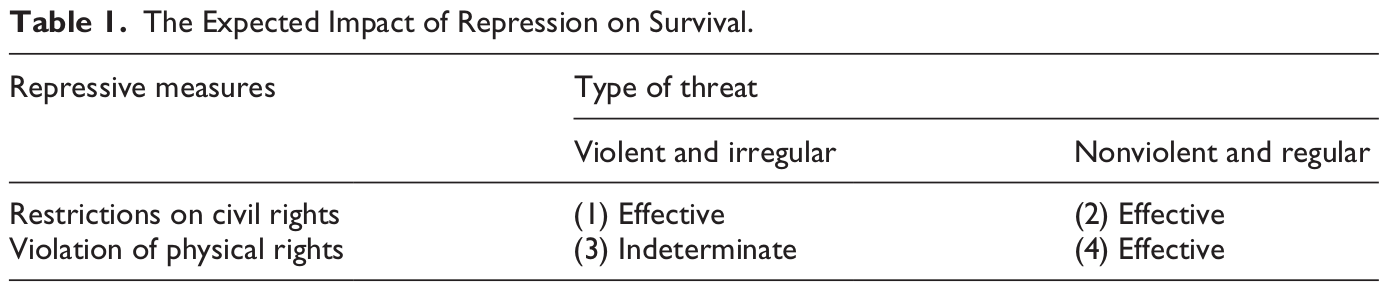 Table 1. The Expected Impact of Repression on Survival.
Repressive measures Type of threat
Violent and irregular Nonviolent and regular
Restrictions on civil rights (1) Effective (2) Effective
Violation of physical rights (3) Indeterminate (4) Effective